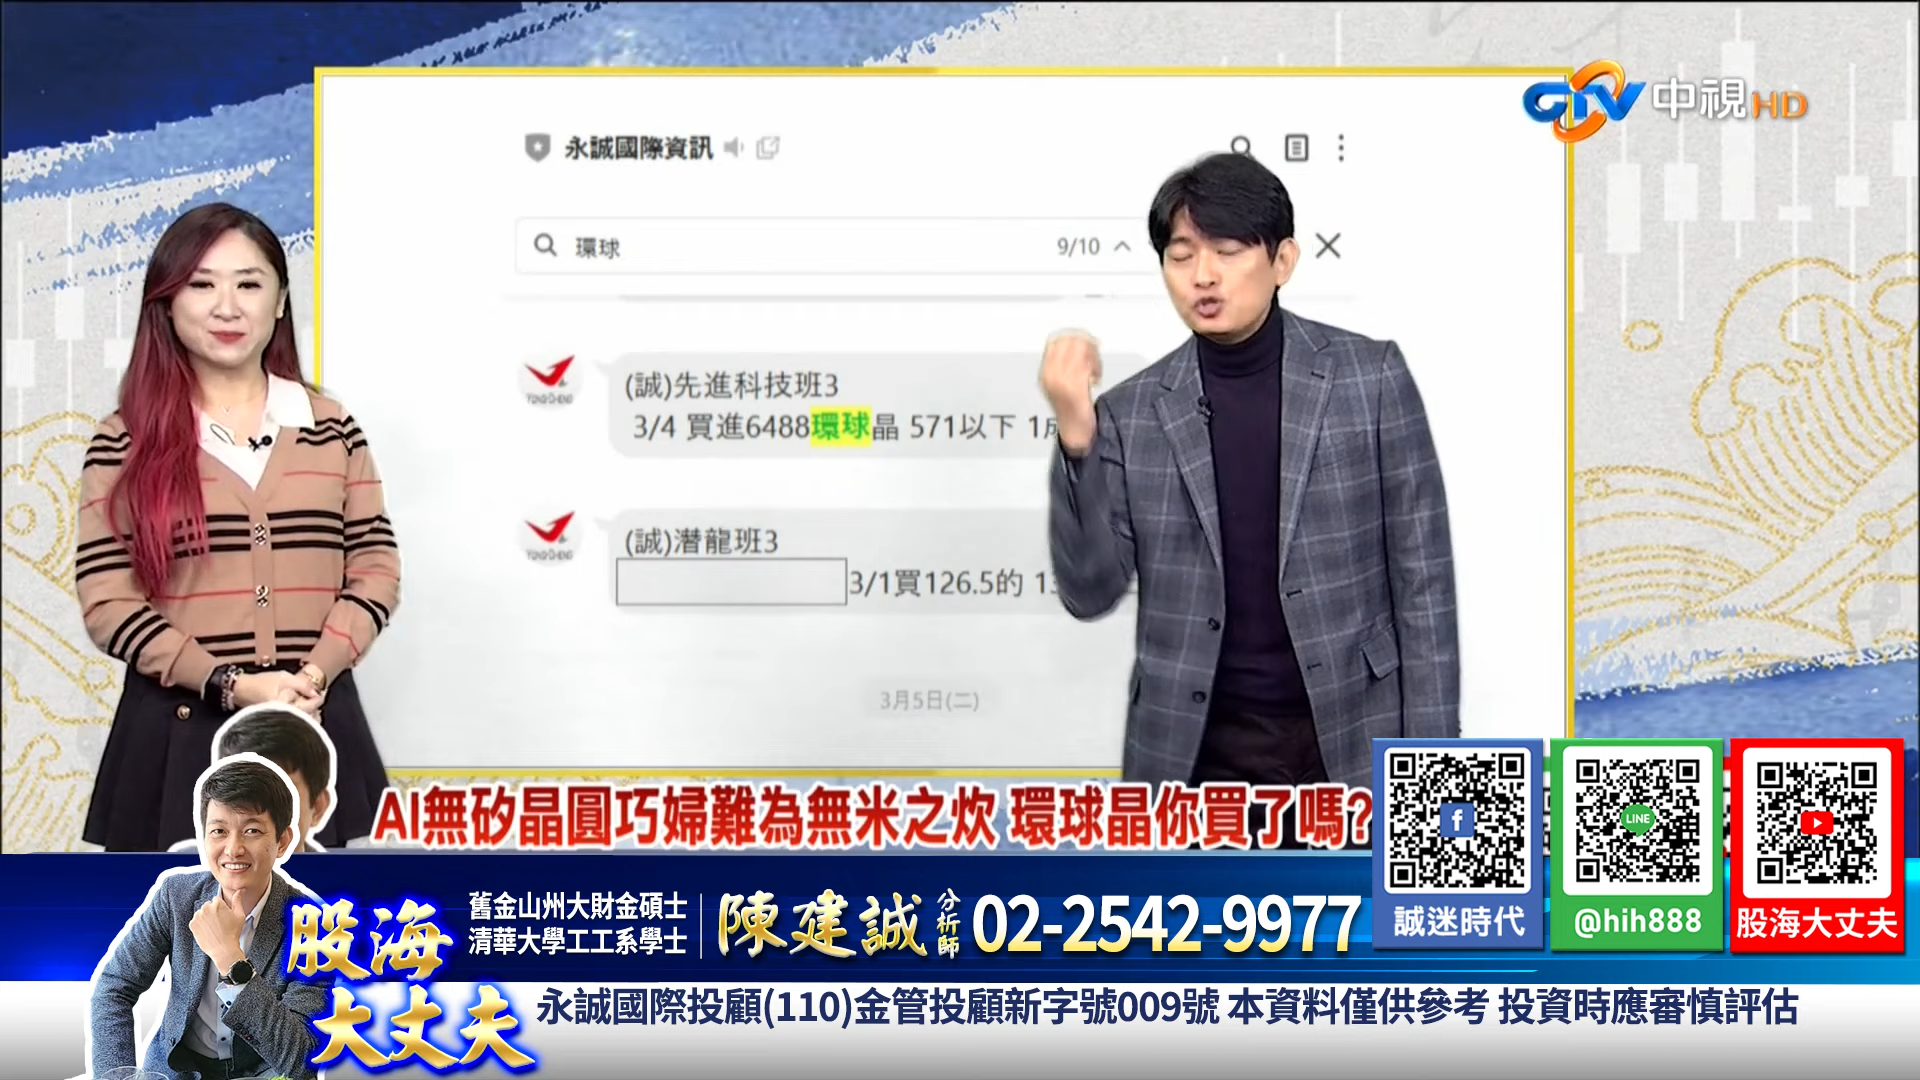 CTV 中視HD
永誠國際資訊
環球
9/10
(誠)先進科技班3
3/4 買進6488環球晶 571以下
(誠)潛龍班3
3/1買126.5的
3月5日(二)
AI無矽晶圓巧婦難為無米之炊 環球晶你買了嗎?
股海
大丈夫
舊金山州大財金碩士
清華大學工工系學士
陳建誠
分析師
02-2542-9977
誠迷時代
LINE
@hih888
股海大丈夫
永誠國際投顧(110)金管投顧新字號009號 本資料僅供參考 投資時應審慎評估